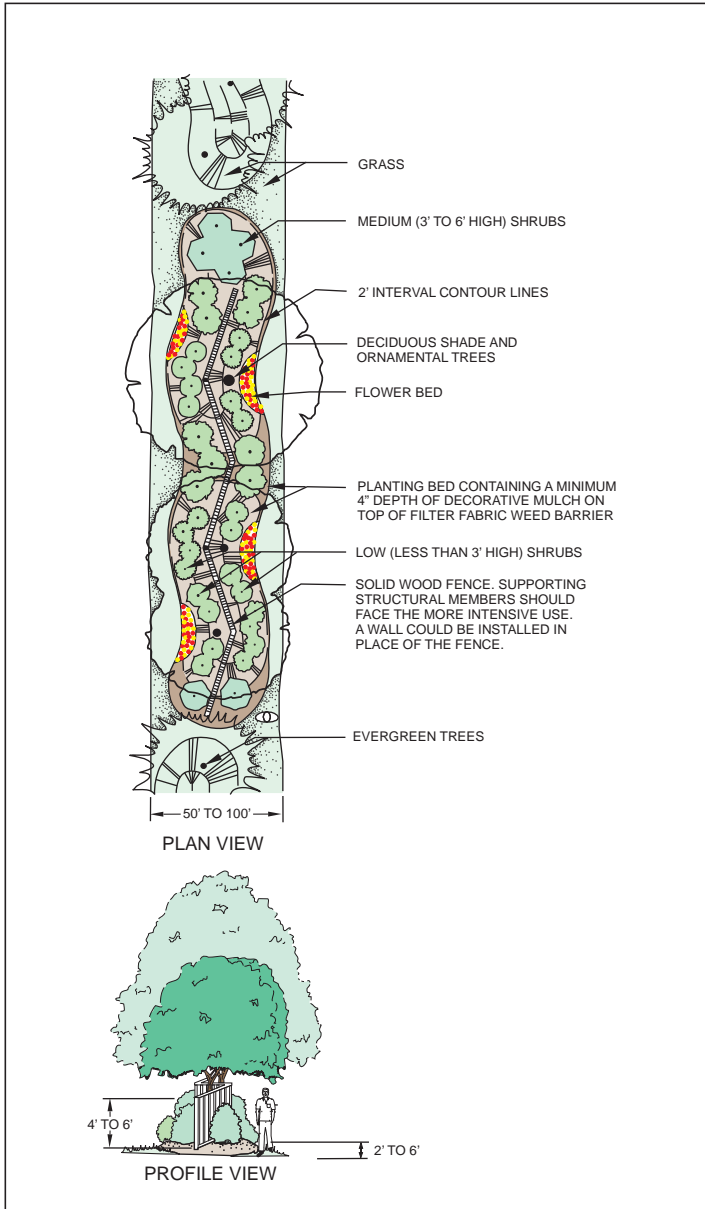 GRASS
MEDIUM (3' TO 6' HIGH) SHRUBS
2' INTERVAL CONTOUR LINES
DECIDUOUS SHADE AND
ORNAMENTAL TREES
FLOWER BED
PLANTING BED CONTAINING A MINIMUM
4" DEPTH OF DECORATIVE MULCH ON
TOP OF FILTER FABRIC WEED BARRIER
LOW (LESS THAN 3' HIGH) SHRUBS
SOLID WOOD FENCE. SUPPORTING
STRUCTURAL MEMBERS SHOULD
FACE THE MORE INTENSIVE USE.
A WALL COULD BE INSTALLED IN
PLACE OF THE FENCE.
EVERGREEN TREES
50' TO 100'
PLAN VIEW
4' TO 6'
2' TO 6'
PROFILE VIEW